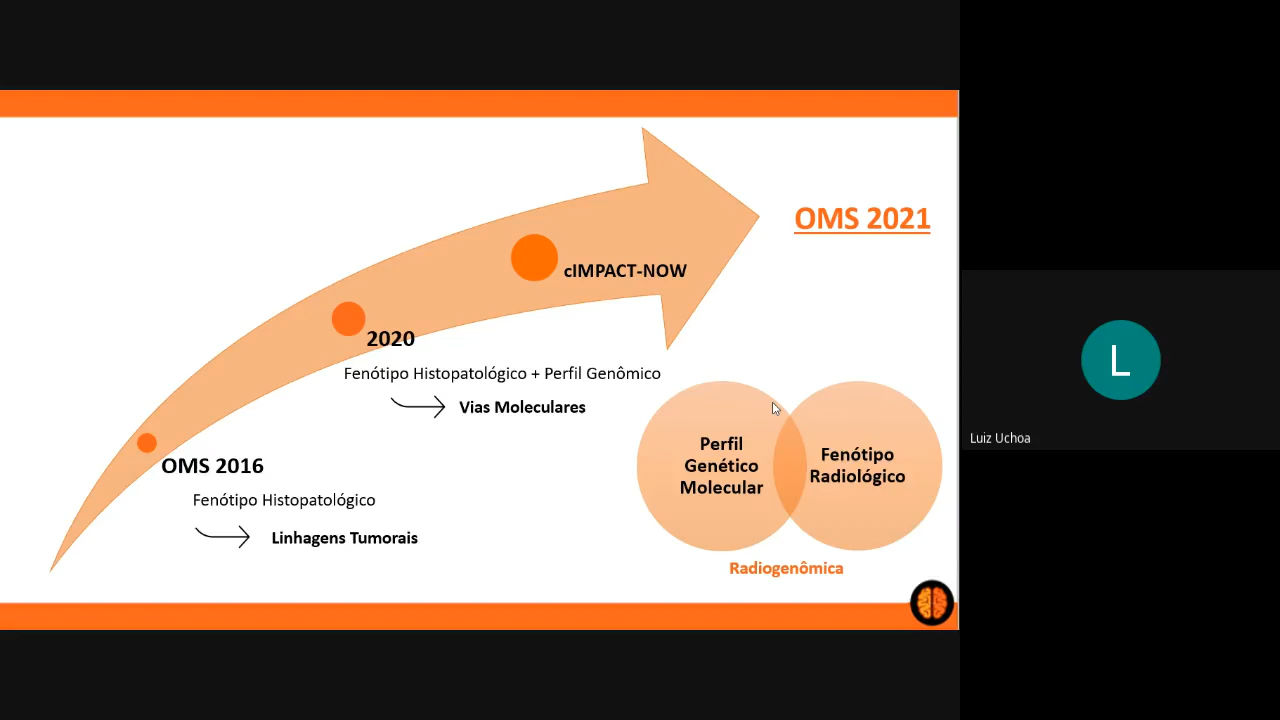 OMS 2021
cIMPACT-NOW
2020
Fenótipo Histopatológico + Perfil Genômico
Vias Moleculares
OMS 2016
Fenótipo Histopatológico
Linhagens Tumorais
Perfil
Genético
Molecular
Fenótipo
Radiológico
Radiogenômica
L
Luiz Uchoa